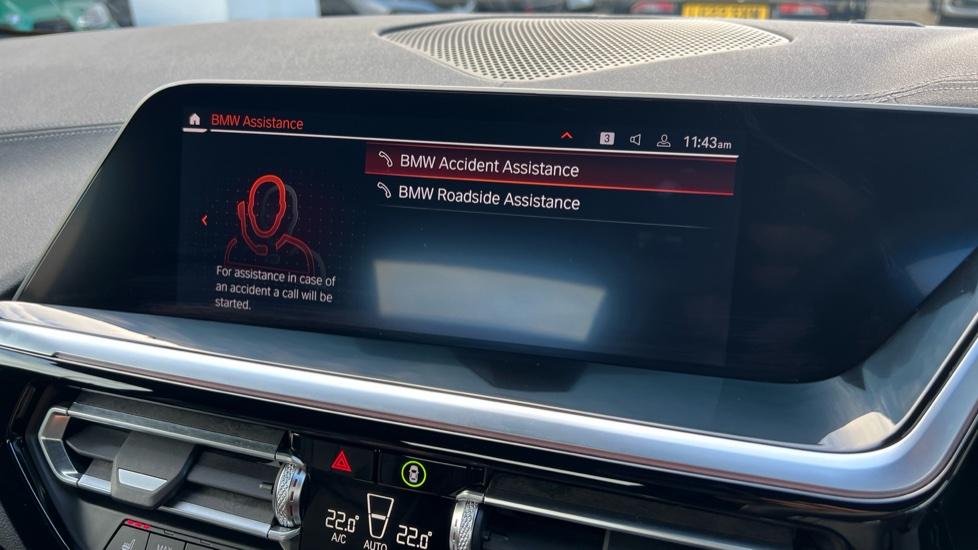 BMW Assistance
3
11:43am
BMW Accident Assistance
BMW Roadside Assistance
For assistance in case of
an accident a call will be
started.
22.0°
A/C
AUTO
22.0°